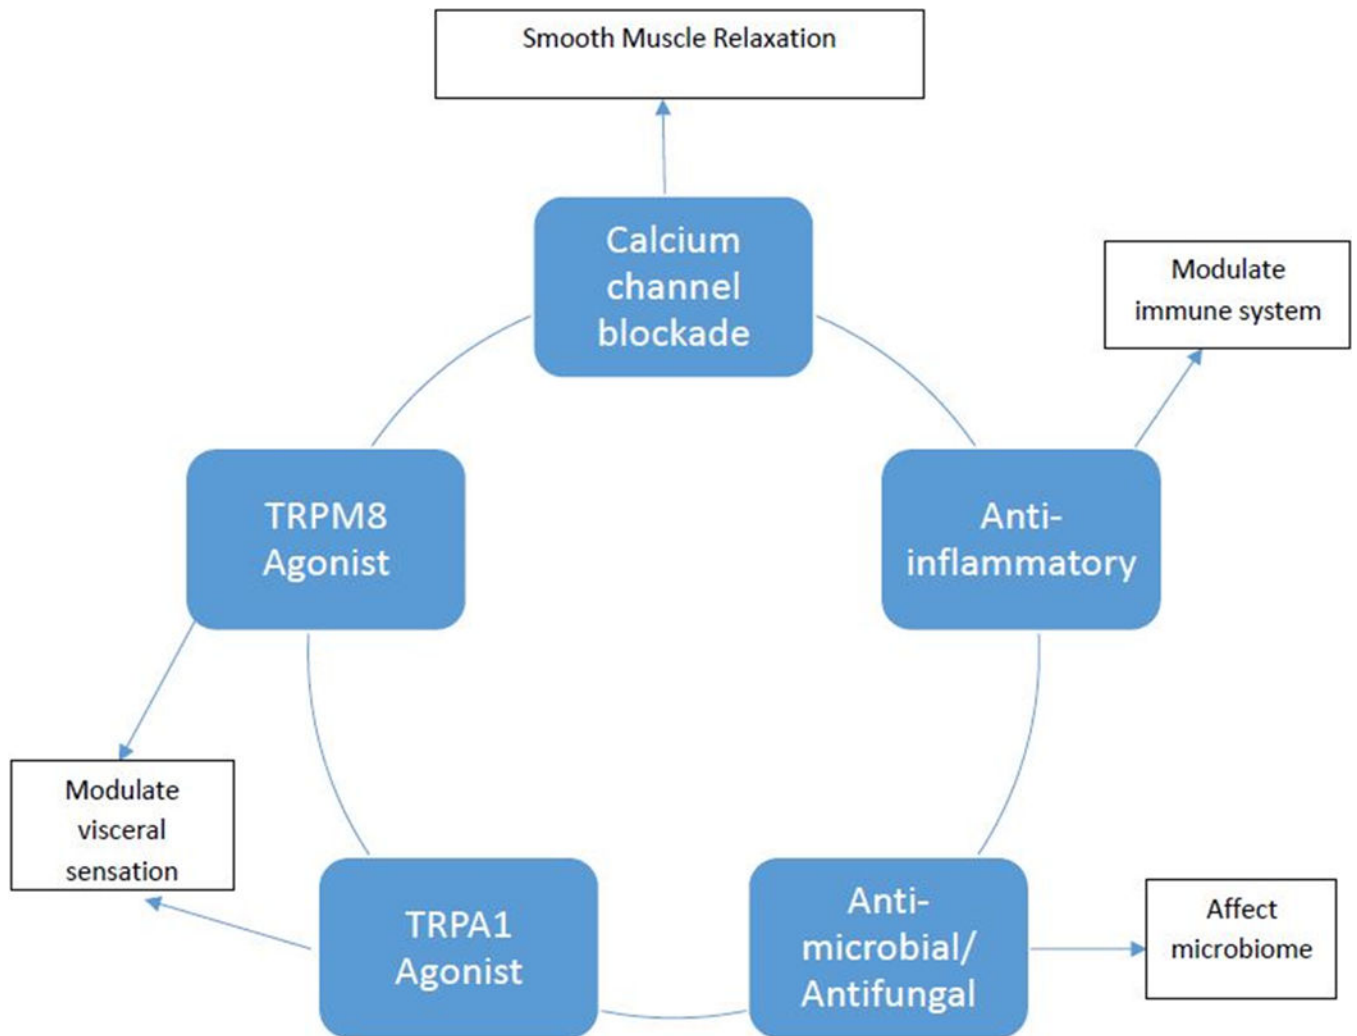 Smooth Muscle Relaxation
Calcium
channel
blockade
Modulate
immune system
TRPM8
Agonist
Anti-
inflammatory
Modulate
visceral
sensation
TRPA1
Agonist
Anti-
microbial/
Antifungal
Affect
microbiome